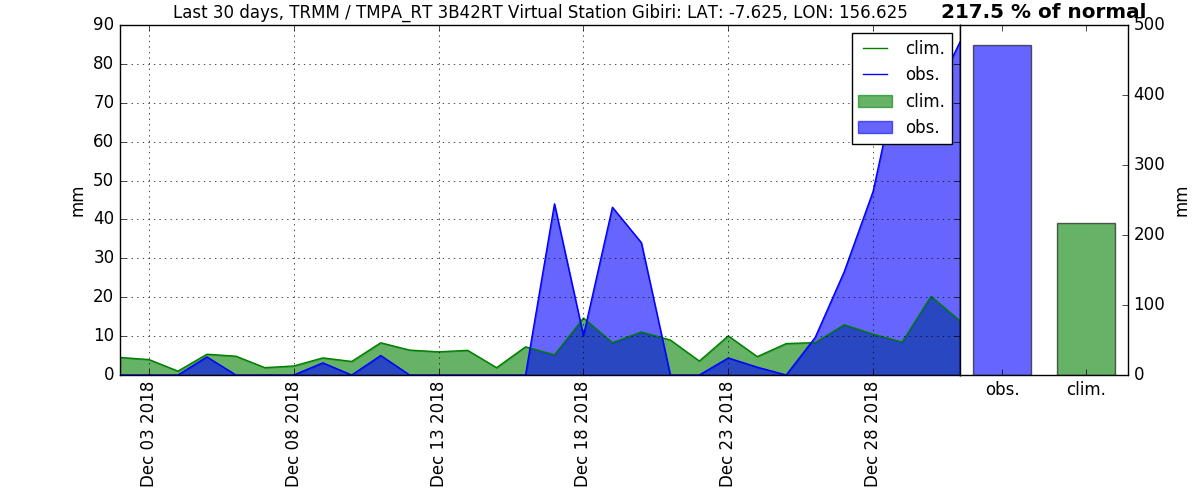 Last 30 days, TRMM / TMPA_RT 3B42RT Virtual Station Gibiri: LAT: -7.625, LON: 156.625
217.5 % of normal
90
80
70
60
50
40
30
20
10
0
mm
clim.
obs.
clim.
obs.
Dec 03 2018
Dec 08 2018
Dec 13 2018
Dec 18 2018
Dec 23 2018
Dec 28 2018
500
400
300
200
100
0
mm
obs.
clim.